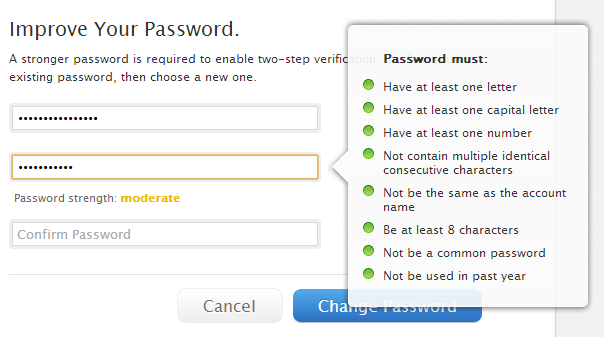 Improve Your Password.
A stronger password is required to enable two-step verification.
existing password, then choose a new one.
••••••••••••••••
•••••••••••
Password strength: moderate
Confirm Password
Cancel
Change Password
Password must:
Have at least one letter
Have at least one capital letter
Have at least one number
Not contain multiple identical
consecutive characters
Not be the same as the account
name
Be at least 8 characters
Not be a common password
Not be used in past year